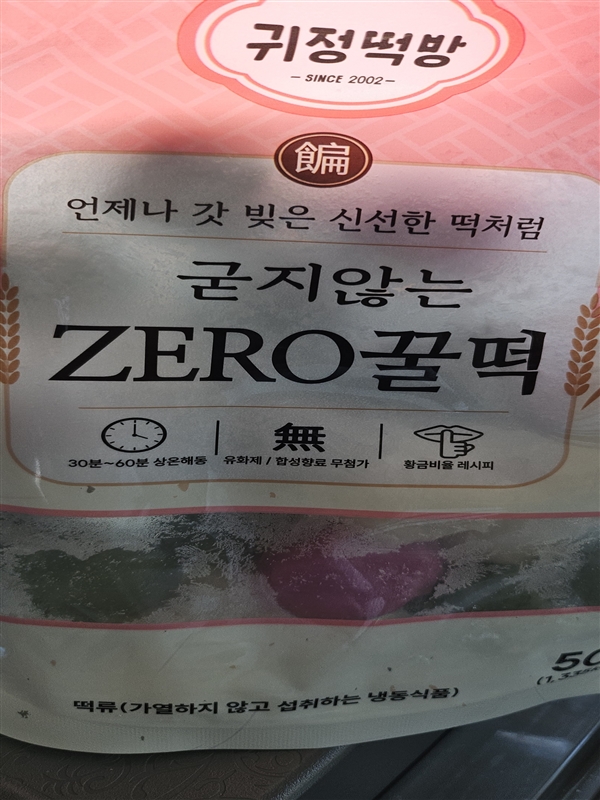 귀정떡방
SINCE 2002
언제나 갓 빚은 신선한 떡처럼
굳지않는
ZERO꿀떡
無
30분~60분 상온해동
유화제 / 합성향료 무첨가
황금비율 레시피
떡류(가열하지 않고 섭취하는 냉동식품)